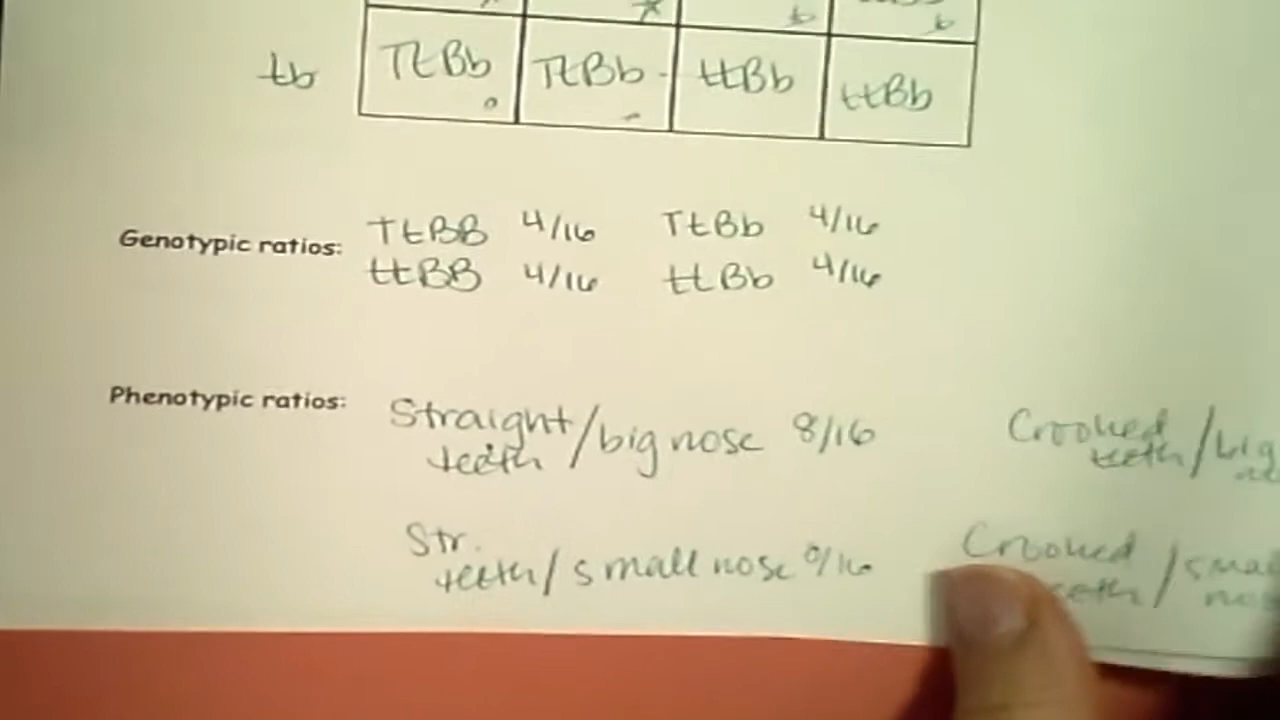 tb TtBb TtBb ttBb ttBb
Genotypic ratios: TtBB 4/16 TtBb 4/16
ttBB 4/16 ttBb 4/16
Phenotypic ratios: Straight/big nose 8/16 Crooked/big
teeth teeth
Str.
teeth/small nose 0/16 Crooked/sma